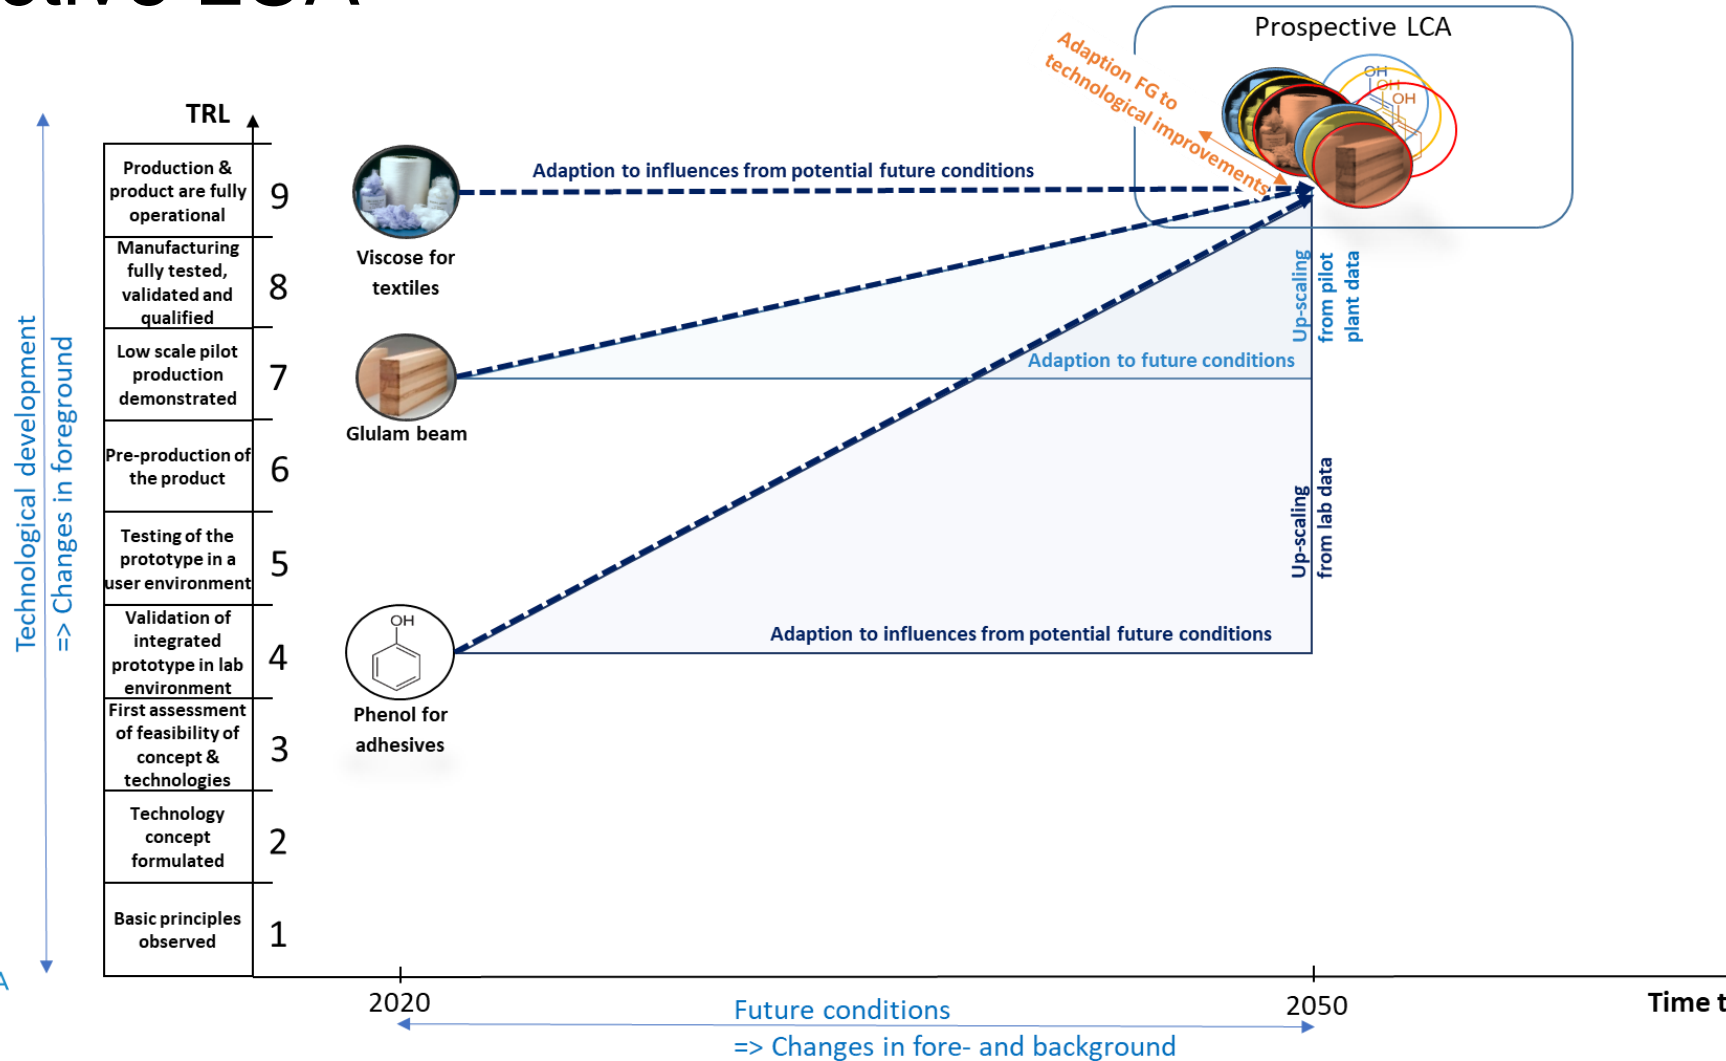 LCA
Prospective LCA
Adaption FG to
technological improvements
OH
OH
OH
TRL
Production &
product are fully
operational
9
Adaption to influences from potential future conditions
Viscose for
textiles
Manufacturing
fully tested,
validated and
qualified
8
Up-scaling
from pilot
plant data
Low scale pilot
production
demonstrated
7
Adaption to future conditions
Glulam beam
Pre-production of
the product
6
Technological development
=> Changes in foreground
Testing of the
prototype in a
user environment
5
Up-scaling
from lab data
Validation of
integrated
prototype in lab
environment
4
OH
Adaption to influences from potential future conditions
Phenol for
adhesives
First assessment
of feasibility of
concept &
technologies
3
Technology
concept
formulated
2
Basic principles
observed
1
A
2020
2050
Time t
Future conditions
=> Changes in fore- and background